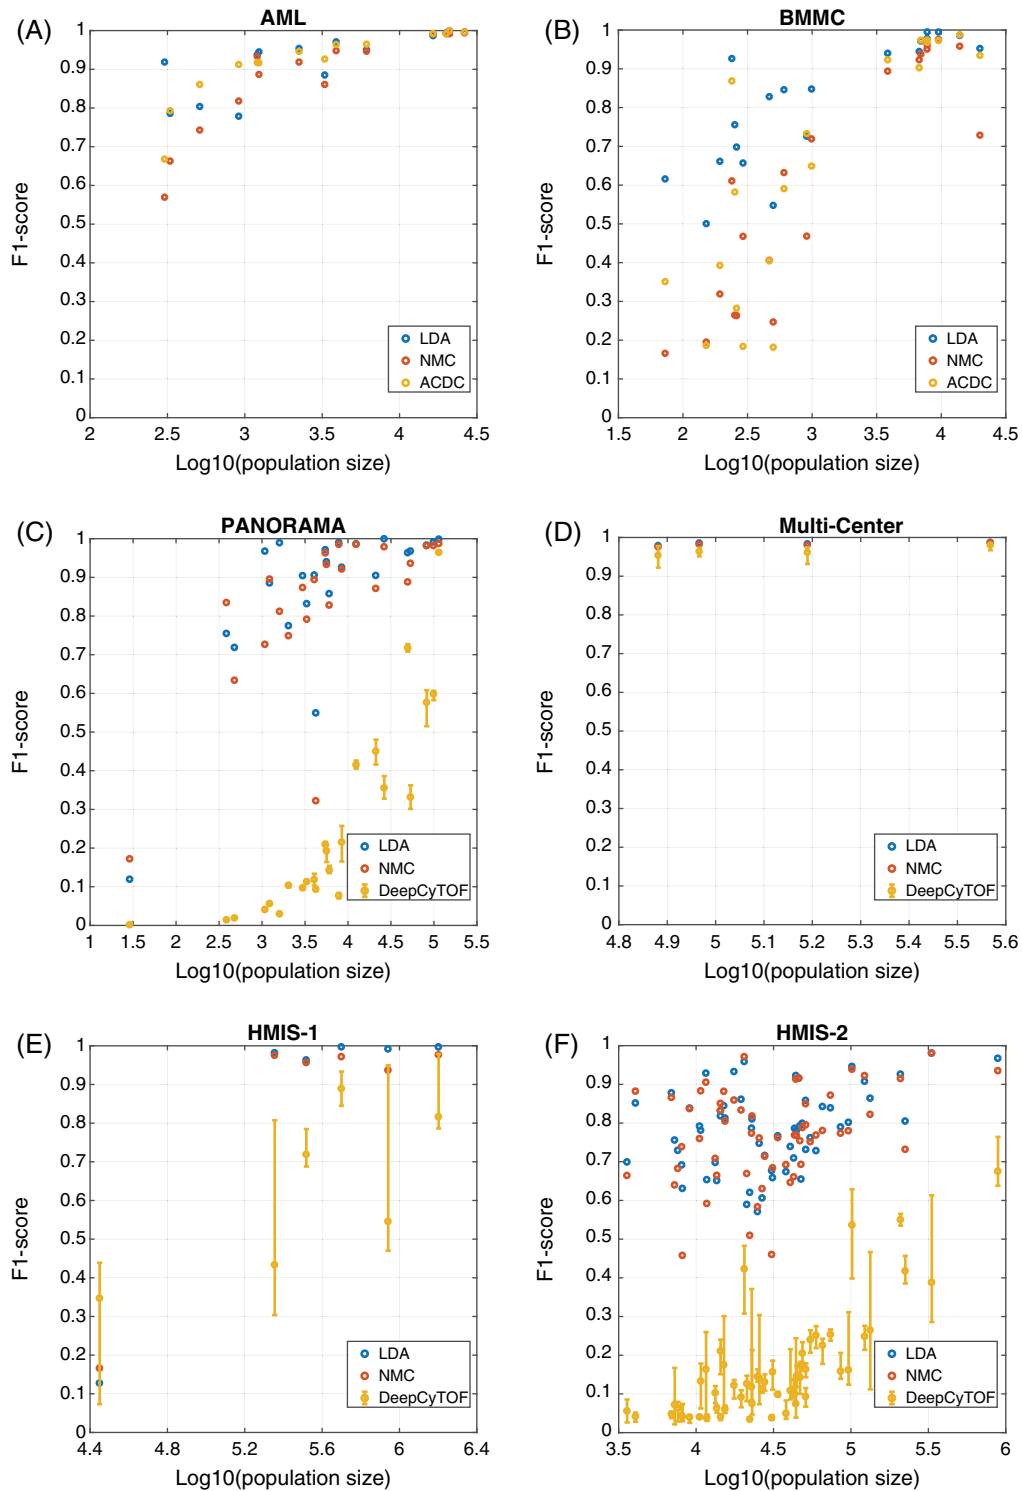 (A)
AML
1
0.9
0.8
0.7
0.6
0.5
0.4
0.3
0.2
0.1
0
F1-score
LDA
NMC
ACDC
2 2.5 3 3.5 4 4.5
Log10(population size)
(B)
BMMC
1
0.9
0.8
0.7
0.6
0.5
0.4
0.3
0.2
0.1
0
F1-score
LDA
NMC
ACDC
1.5 2 2.5 3 3.5 4 4.5
Log10(population size)
(C)
PANORAMA
1
0.9
0.8
0.7
0.6
0.5
0.4
0.3
0.2
0.1
0
F1-score
LDA
NMC
DeepCyTOF
1 1.5 2 2.5 3 3.5 4 4.5 5 5.5
Log10(population size)
(D)
Multi-Center
1
0.9
0.8
0.7
0.6
0.5
0.4
0.3
0.2
0.1
0
F1-score
LDA
NMC
DeepCyTOF
4.8 4.9 5 5.1 5.2 5.3 5.4 5.5 5.6
Log10(population size)
(E)
HMIS-1
1
0.9
0.8
0.7
0.6
0.5
0.4
0.3
0.2
0.1
0
F1-score
LDA
NMC
DeepCyTOF
4.4 4.8 5.2 5.6 6 6.4
Log10(population size)
(F)
HMIS-2
1
0.9
0.8
0.7
0.6
0.5
0.4
0.3
0.2
0.1
0
F1-score
LDA
NMC
DeepCyTOF
3.5 4 4.5 5 5.5 6
Log10(population size)